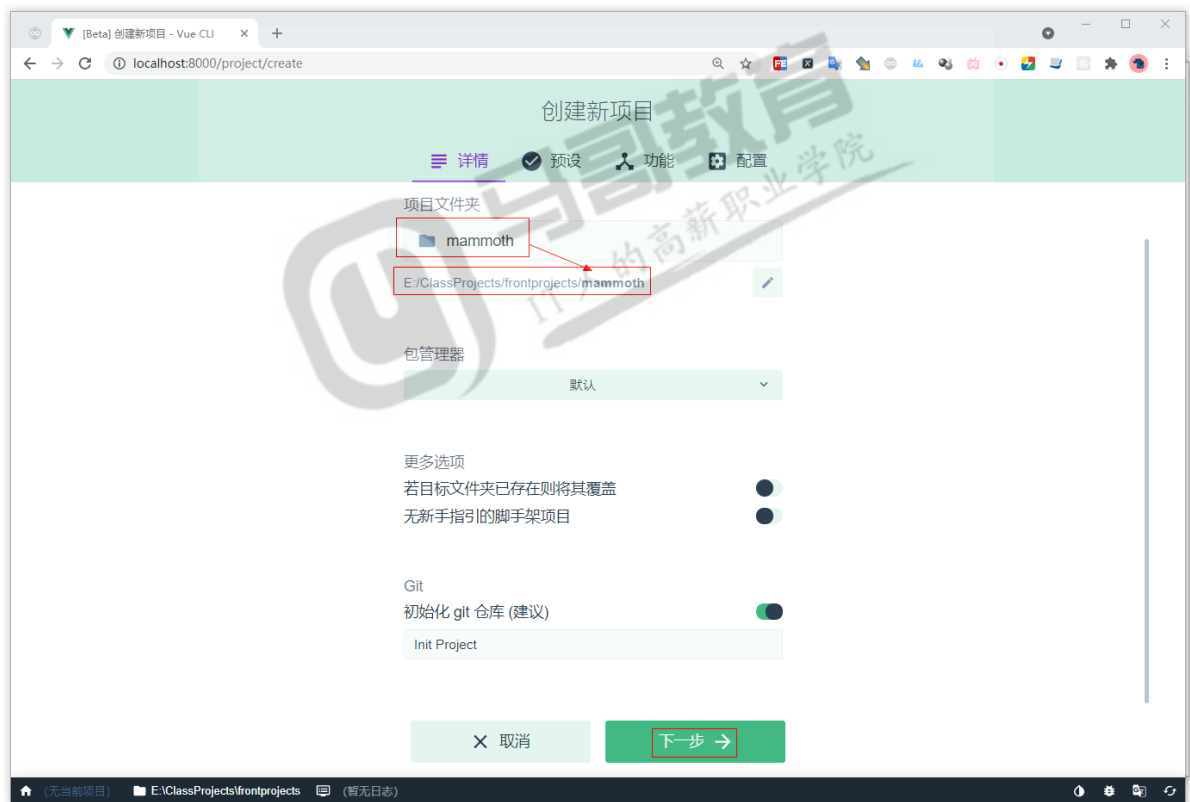 [Beta] 创建新项目 - Vue CLI
localhost:8000/project/create
创建新项目
详情 预设 功能 配置
项目文件夹
mammoth
E:/ClassProjects/frontprojects/mammoth
包管理器
默认
更多选项
若目标文件夹已存在则将其覆盖
无新手指引的脚手架项目
Git
初始化 git 仓库 (建议)
Init Project
取消 下一步
(无当前项目) E:\ClassProjects\frontprojects (暂无日志)
马哥教育
IT人的高薪职业学院